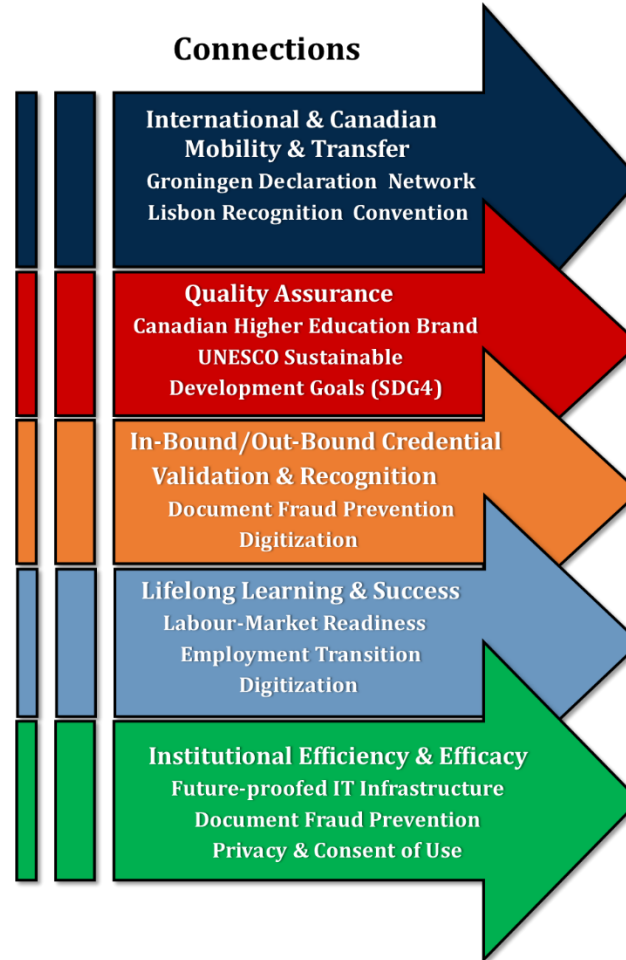 Connections
International & Canadian
Mobility & Transfer
Groningen Declaration Network
Lisbon Recognition Convention
Quality Assurance
Canadian Higher Education Brand
UNESCO Sustainable
Development Goals (SDG4)
In-Bound/Out-Bound Credential
Validation & Recognition
Document Fraud Prevention
Digitization
Lifelong Learning & Success
Labour-Market Readiness
Employment Transition
Digitization
Institutional Efficiency & Efficacy
Future-proofed IT Infrastructure
Document Fraud Prevention
Privacy & Consent of Use